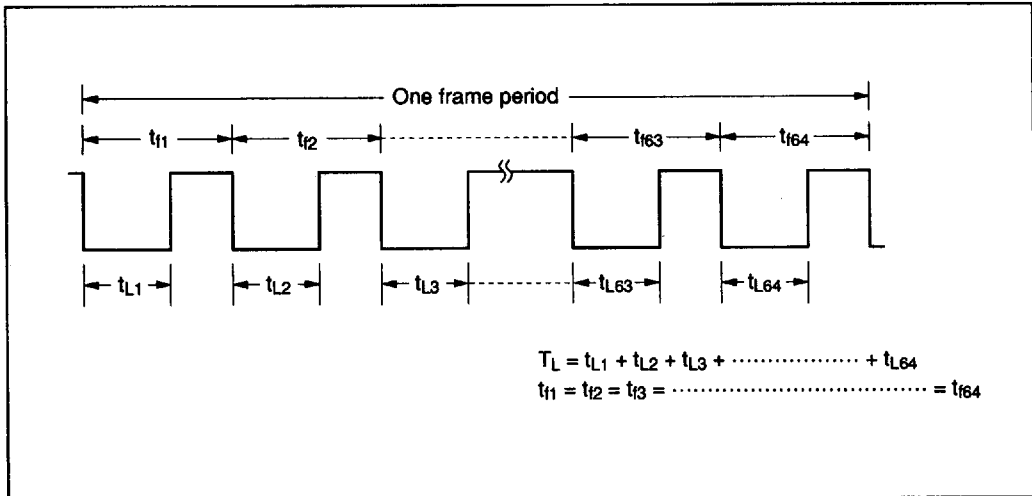 One frame period
tf1 tf2 tf63 tf64
tL1 tL2 tL3 tL63 tL64
TL = tL1 + tL2 + tL3 + ·················· + tL64
tf1 = tf2 = tf3 = ···································· = tf64